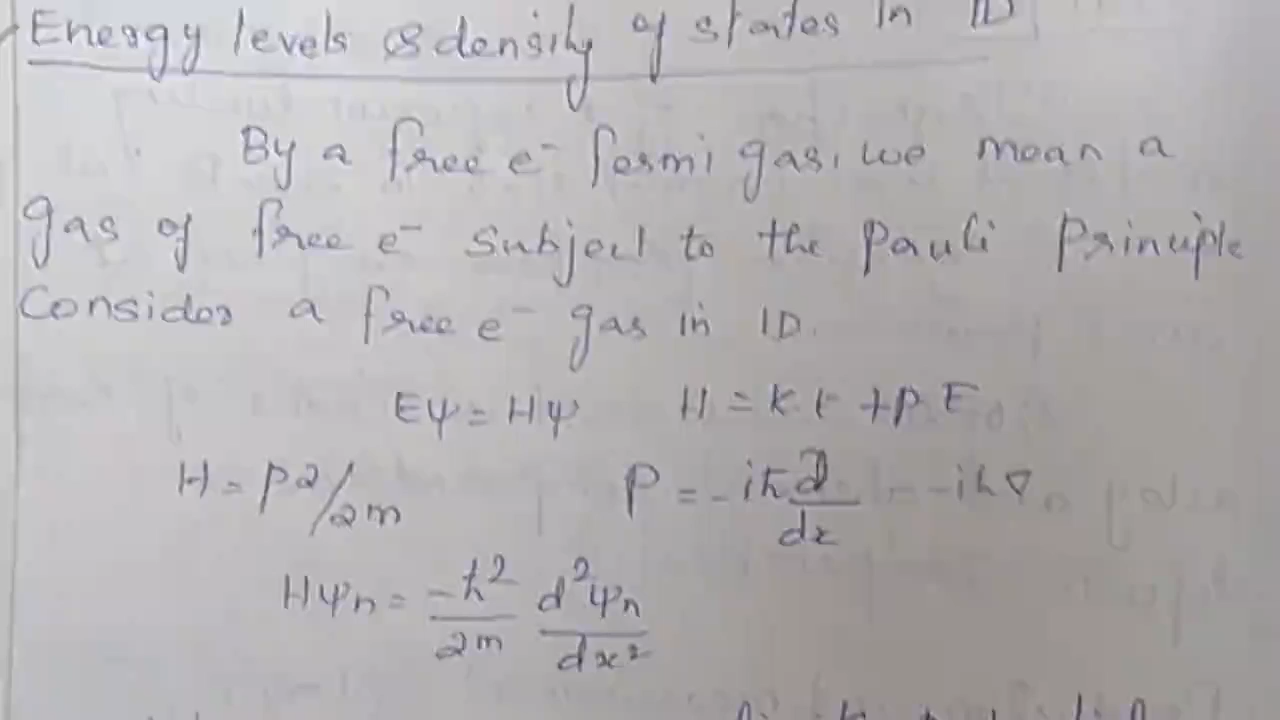 Energy levels & density of states in 1D
By a free e⁻ fermi gas, we mean a
gas of free e⁻ subject to the Pauli Principle
Consider a free e⁻ gas in 1D.
Eψ = Hψ H = K.E + P.E
H = p2/2m P = -iħ d/dx = -iħ∇
Hψn = -ħ²/2m d²ψn/dx²